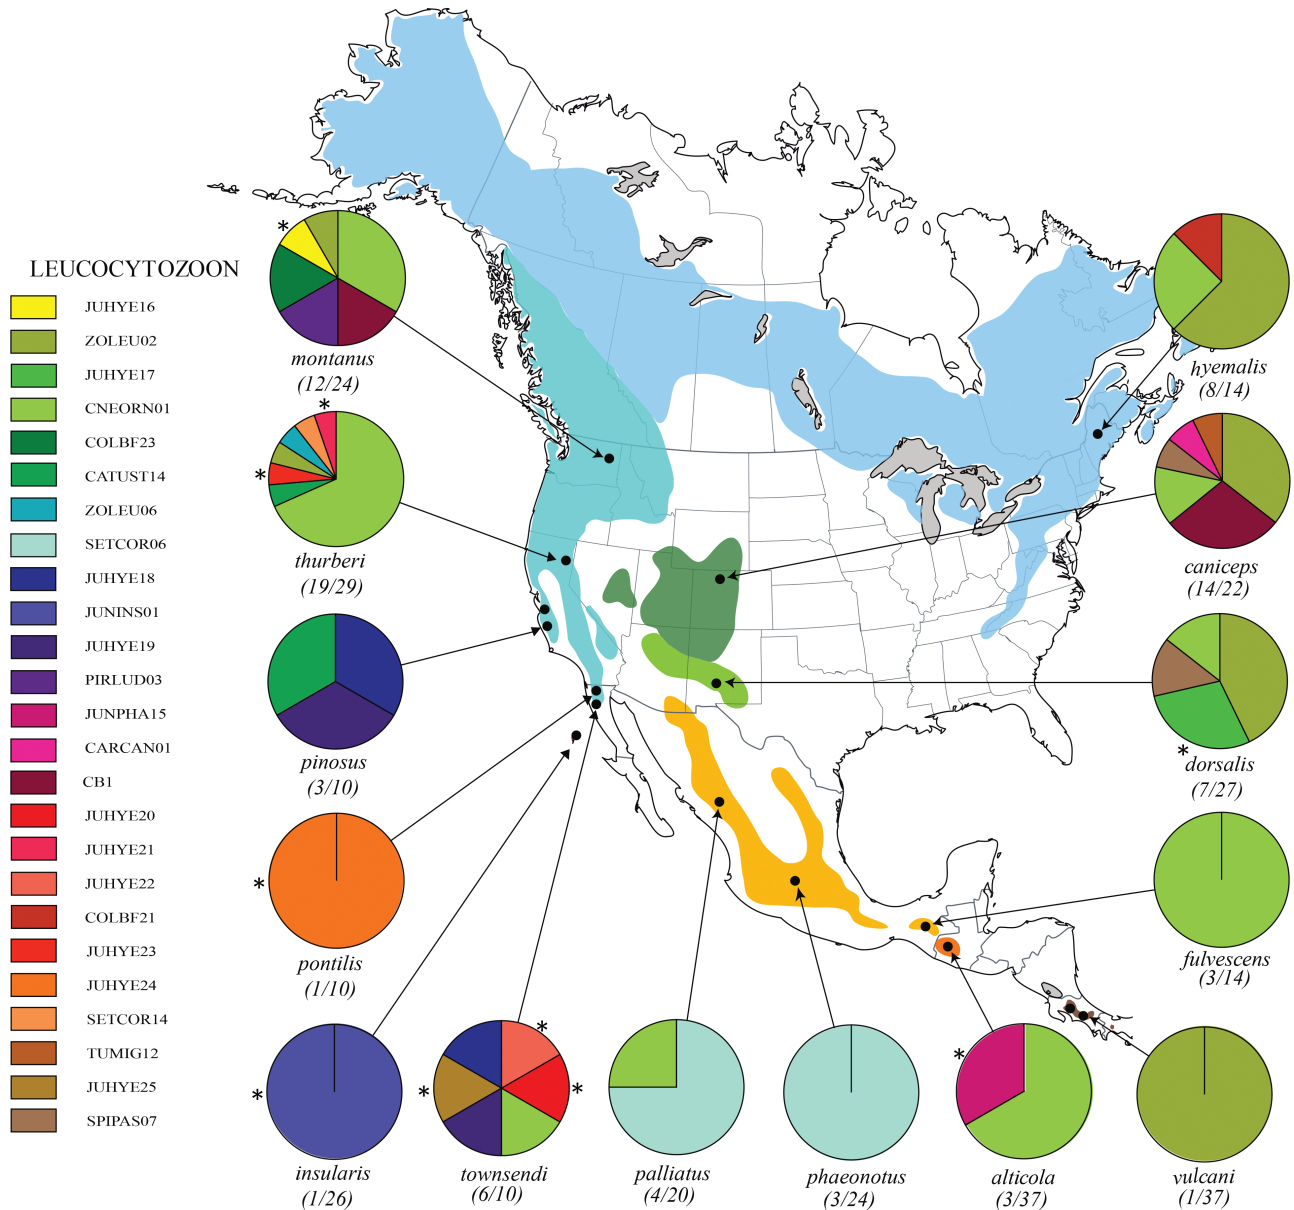 LEUCOCYTOZOON
JUHYE16
ZOLEU02
JUHYE17
CNEORN01
COLBF23
CATUST14
ZOLEU06
SETCOR06
JUHYE18
JUNINS01
JUHYE19
PIRLUD03
JUNPHA15
CARCAN01
CB1
JUHYE20
JUHYE21
JUHYE22
COLBF21
JUHYE23
JUHYE24
SETCOR14
TUMIG12
JUHYE25
SPIPAS07
*
montanus
(12/24)
*
*
thurberi
(19/29)
pinosus
(3/10)
*
pontilis
(1/10)
*
insularis
(1/26)
*
*
*
townsendi
(6/10)
palliatus
(4/20)
phaeonotus
(3/24)
*
alticola
(3/37)
vulcani
(1/37)
hyemalis
(8/14)
caniceps
(14/22)
*
dorsalis
(7/27)
fulvescens
(3/14)